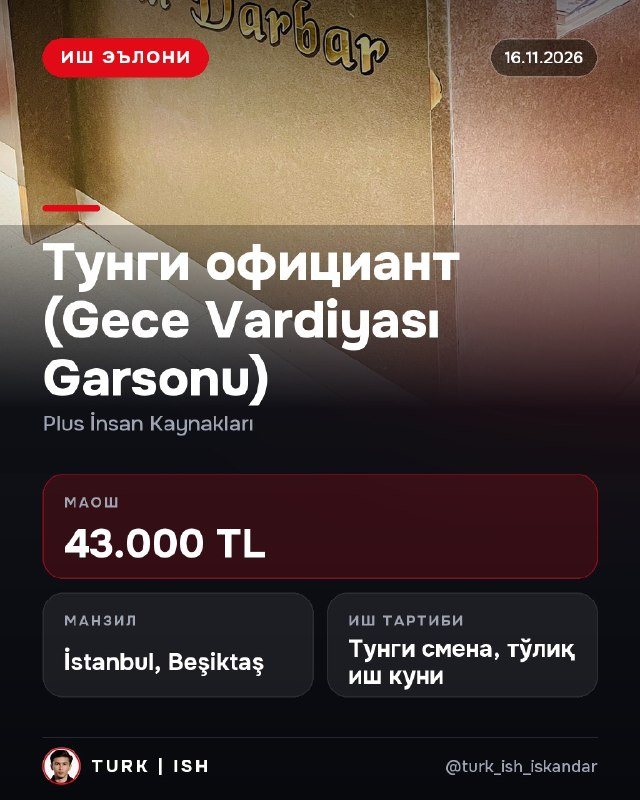 Darbar
ИШ ЭЪЛОНИ
16.11.2026
Тунги официант
(Gece Vardiyası
Garsonu)
Plus İnsan Kaynakları
МАОШ
43.000 TL
МАНЗИЛ
İstanbul, Beşiktaş
ИШ ТАРТИБИ
Тунги смена, тўлиқ
иш куни
TURK | ISH
@turk_ish_iskandar